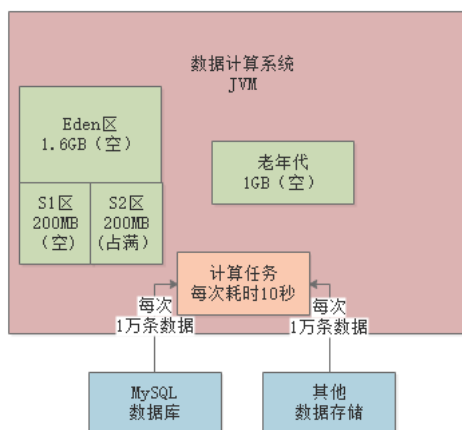 数据计算系统
JVM
Eden区
1.6GB（空）
老年代
1GB（空）
S1区
200MB
（空）
S2区
200MB
（占满）
计算任务
每次耗时10秒
每次
1万条数据
每次
1万条数据
MySQL
数据库
其他
数据存储